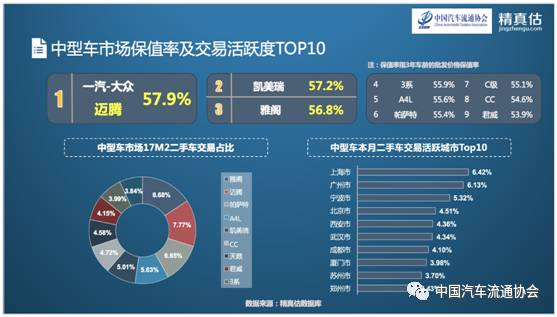 中国汽车流通协会
China Automobile Dealers Association
精真估
jingzhengu.com
中型车市场保值率及交易活跃度TOP10
注：保值率指3年车龄的批发价格保值率
1
一汽-大众
迈腾
57.9%
2 凯美瑞 57.2%
3 雅阁 56.8%
4 3系 55.9% 7 C级 55.1%
5 A4L 55.6% 8 CC 54.6%
6 帕萨特 55.4% 9 君威 53.9%
中型车市场17M2二手车交易占比
8.68%
7.77%
6.65%
5.63%
5.01%
4.72%
4.58%
4.15%
3.99%
3.84%
雅阁
迈腾
帕萨特
A4L
凯美瑞
CC
天籁
君威
3系
中型车本月二手车交易活跃城市Top10
上海市 6.42%
广州市 6.13%
宁波市 5.32%
北京市 4.51%
西安市 4.36%
武汉市 4.34%
成都市 4.10%
厦门市 3.98%
苏州市 3.70%
郑州市
数据来源：精真估数据库
中国汽车流通协会